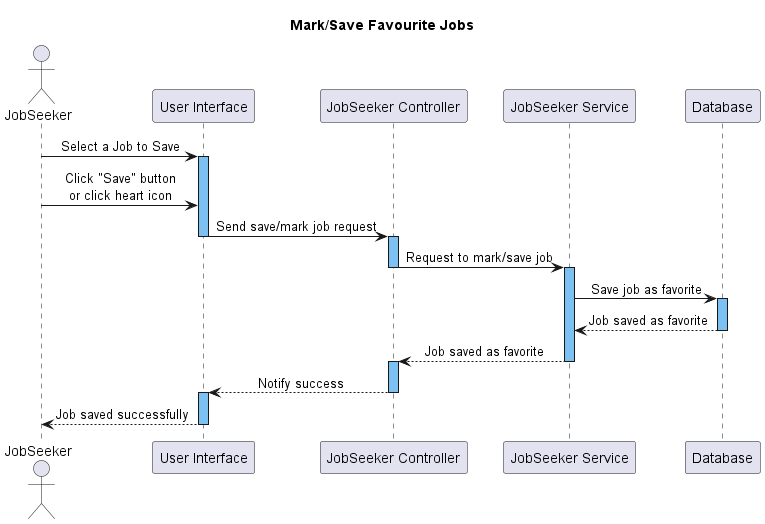 Mark/Save Favourite Jobs
JobSeeker
User Interface
JobSeeker Controller
JobSeeker Service
Database
Select a Job to Save
Click "Save" button
or click heart icon
Send save/mark job request
Request to mark/save job
Save job as favorite
Job saved as favorite
Job saved as favorite
Notify success
Job saved successfully
JobSeeker
User Interface
JobSeeker Controller
JobSeeker Service
Database